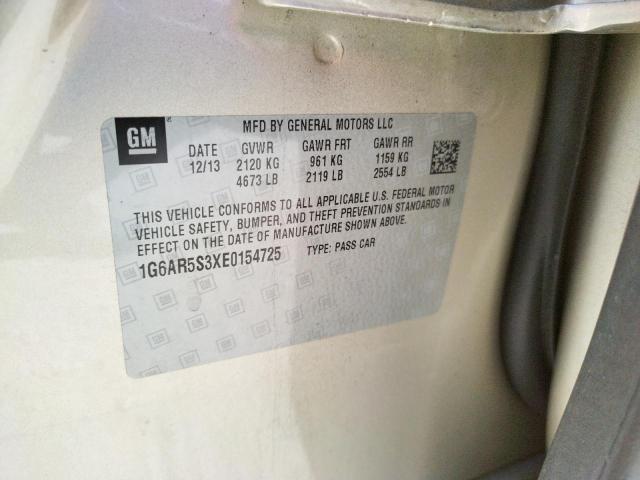 GM
MFD BY GENERAL MOTORS LLC
DATE GVWR GAWR FRT GAWR RR
12/13 2120 KG 961 KG 1159 KG
4673 LB 2119 LB 2554 LB
THIS VEHICLE CONFORMS TO ALL APPLICABLE U.S. FEDERAL MOTOR
VEHICLE SAFETY, BUMPER, AND THEFT PREVENTION STANDARDS IN
EFFECT ON THE DATE OF MANUFACTURE SHOWN ABOVE.
1G6AR5S3XE0154725 TYPE: PASS CAR